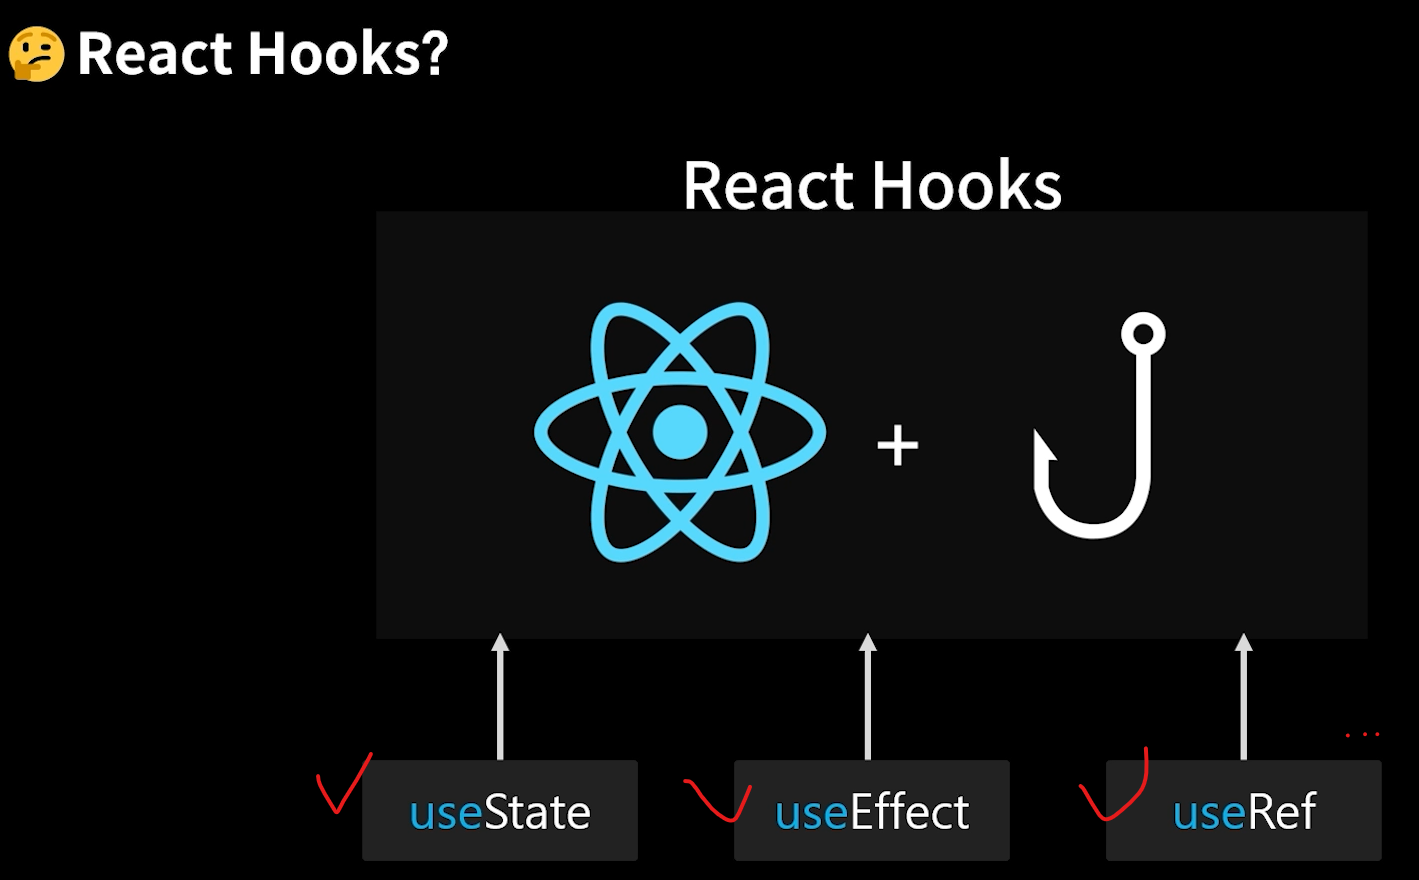 🤔 React Hooks?
React Hooks
+
useState
useEffect
useRef
...